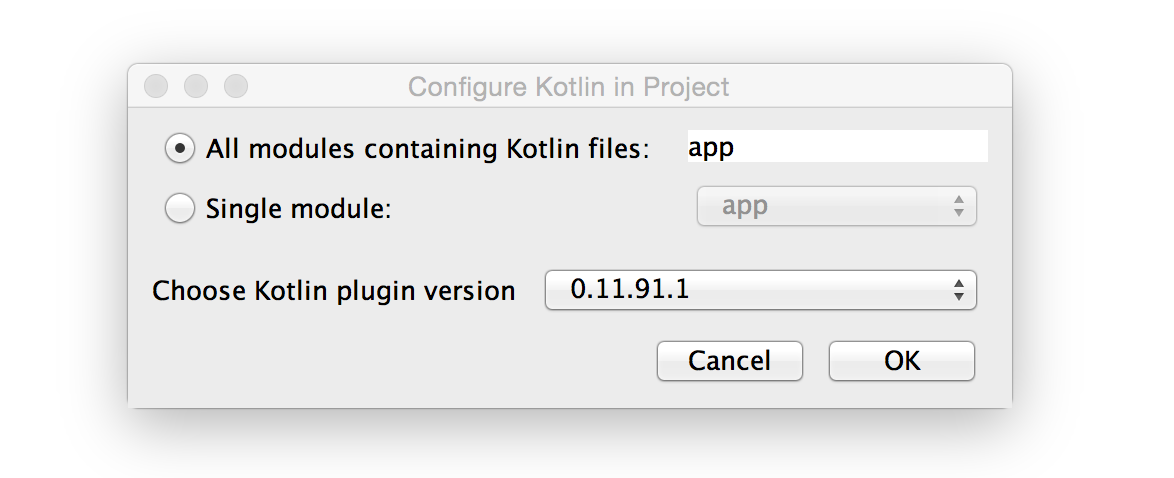 Configure Kotlin in Project
All modules containing Kotlin files: app
Single module: app
Choose Kotlin plugin version 0.11.91.1
Cancel OK